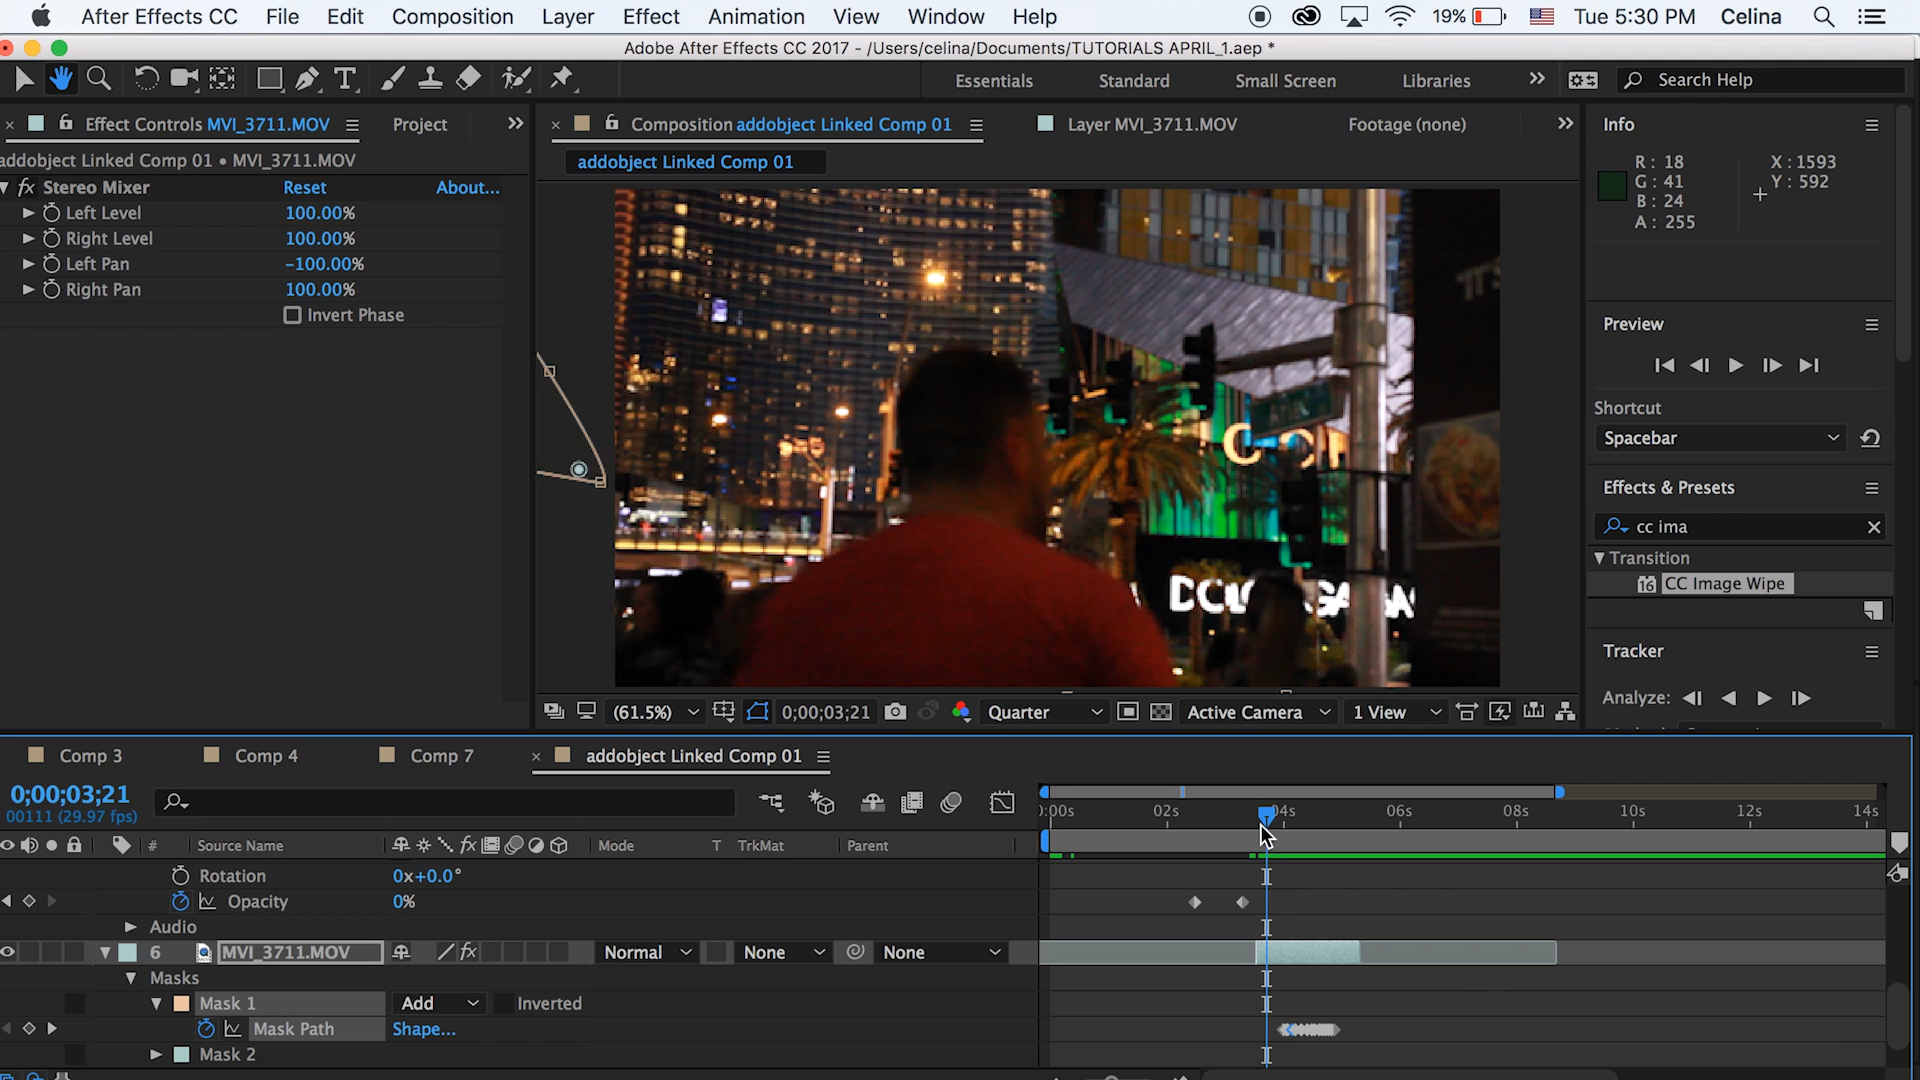 After Effects CC File Edit Composition Layer Effect Animation View Window Help 19% Tue 5:30 PM Celina
Adobe After Effects CC 2017 - /Users/celina/Documents/TUTORIALS APRIL_1.aep *
Essentials Standard Small Screen Libraries Search Help
Effect Controls MVI_3711.MOV Project
Composition addobject Linked Comp 01 Layer MVI_3711.MOV Footage (none)
Info
addobject Linked Comp 01 • MVI_3711.MOV
addobject Linked Comp 01
R: 18 X: 1593
G: 41 Y: 592
B: 24
A: 255
fx Stereo Mixer Reset About...
Left Level 100.00%
Right Level 100.00%
Left Pan -100.00%
Right Pan 100.00%
Invert Phase
Preview
Shortcut
Spacebar
Effects & Presets
cc ima
Transition
16 CC Image Wipe
Tracker
Analyze:
(61.5%) 0;00;03;21 Quarter Active Camera 1 View
Comp 3 Comp 4 Comp 7 addobject Linked Comp 01
0;00;03;21
00111 (29.97 fps)
0:00s 02s 04s 06s 08s 10s 12s 14s
# Source Name fx Mode T TrkMat Parent
Rotation 0x+0.0°
Opacity 0%
Audio
6 MVI_3711.MOV fx Normal None None
Masks
Mask 1 Add Inverted
Mask Path Shape...
Mask 2